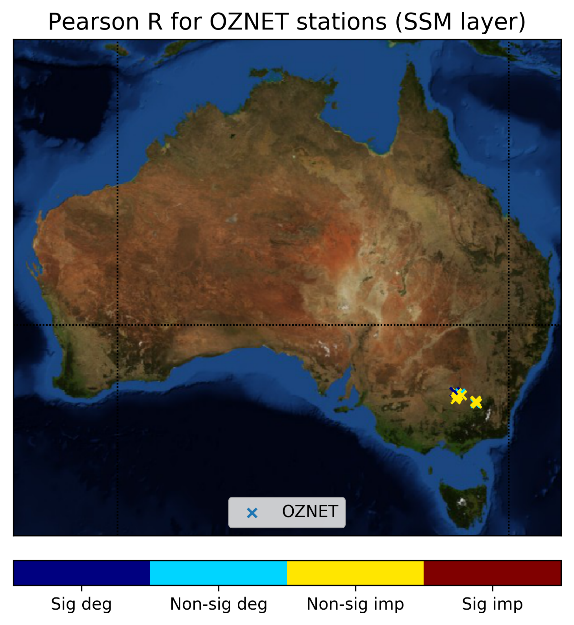 Pearson R for OZNET stations (SSM layer)
OZNET
Sig deg Non-sig deg Non-sig imp Sig imp